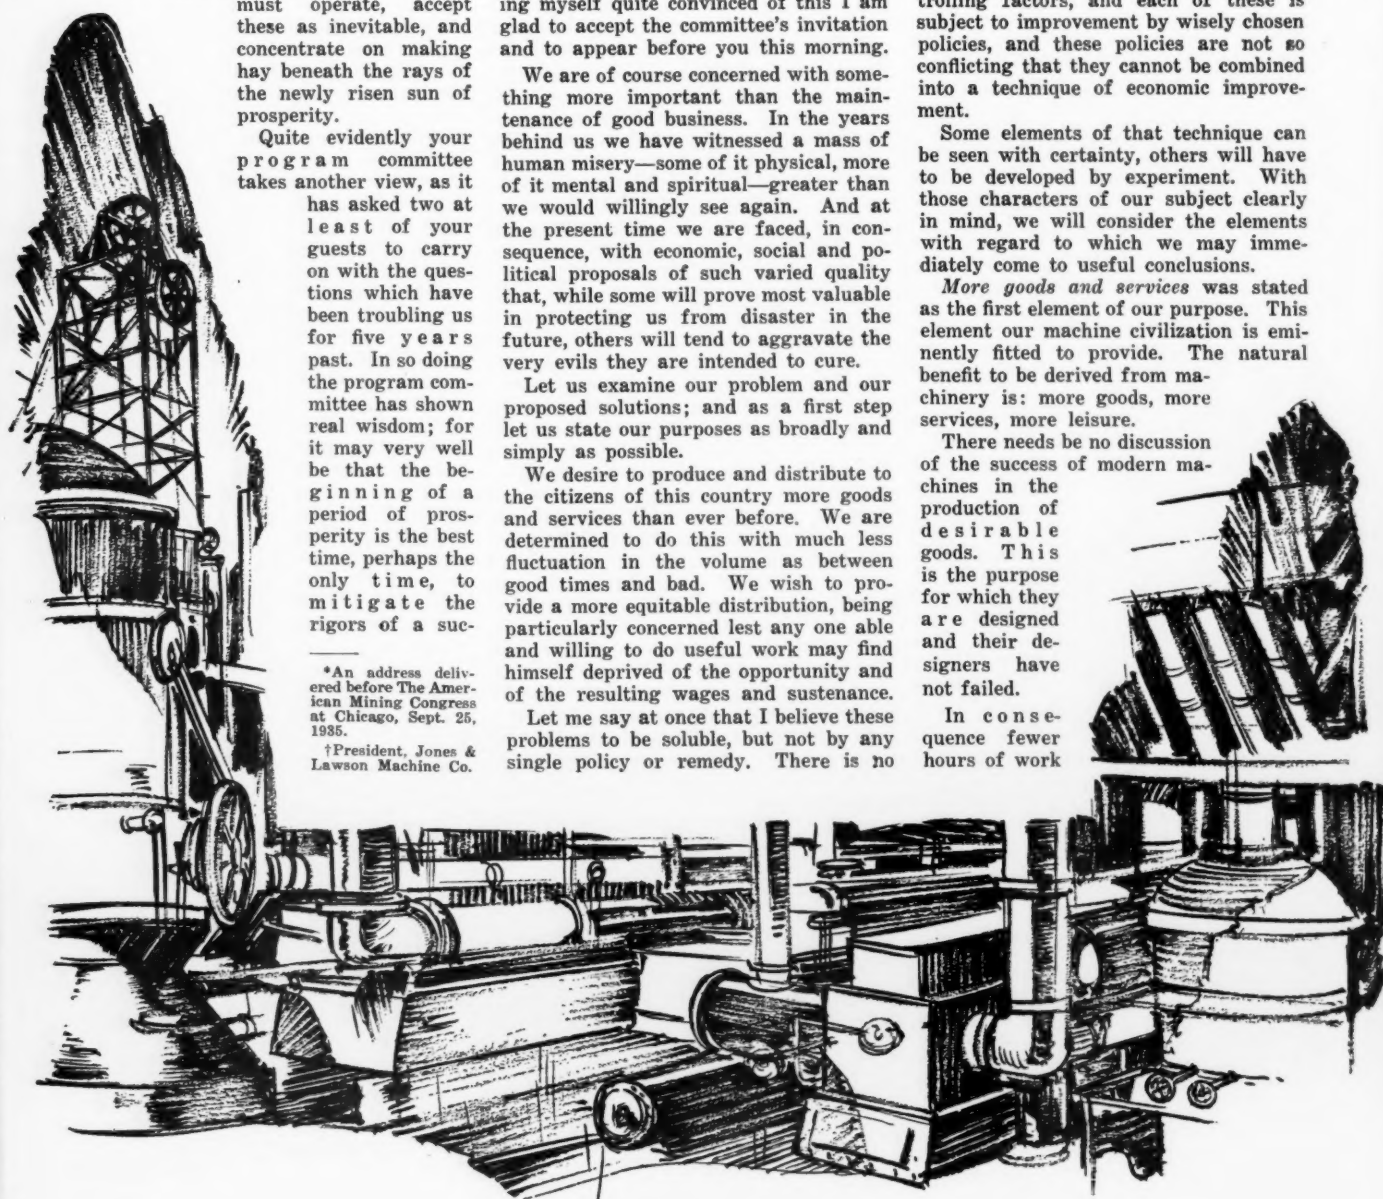 must operate, accept
these as inevitable, and
concentrate on making
hay beneath the rays of
the newly risen sun of
prosperity.
Quite evidently your
program committee
takes another view, as it
has asked two at
least of your
guests to carry
on with the ques-
tions which have
been troubling us
for five years
past. In so doing
the program com-
mittee has shown
real wisdom; for
it may very well
be that the be-
ginning of a
period of pros-
perity is the best
time, perhaps the
only time, to
mitigate the
rigors of a suc-
*An address deliv-
ered before The Amer-
ican Mining Congress
at Chicago, Sept. 25,
1935.
†President, Jones &
Lawson Machine Co.
ing myself quite convinced of this I am
glad to accept the committee's invitation
and to appear before you this morning.
We are of course concerned with some-
thing more important than the main-
tenance of good business. In the years
behind us we have witnessed a mass of
human misery—some of it physical, more
of it mental and spiritual—greater than
we would willingly see again. And at
the present time we are faced, in con-
sequence, with economic, social and po-
litical proposals of such varied quality
that, while some will prove most valuable
in protecting us from disaster in the
future, others will tend to aggravate the
very evils they are intended to cure.
Let us examine our problem and our
proposed solutions; and as a first step
let us state our purposes as broadly and
simply as possible.
We desire to produce and distribute to
the citizens of this country more goods
and services than ever before. We are
determined to do this with much less
fluctuation in the volume as between
good times and bad. We wish to pro-
vide a more equitable distribution, being
particularly concerned lest any one able
and willing to do useful work may find
himself deprived of the opportunity and
of the resulting wages and sustenance.
Let me say at once that I believe these
problems to be soluble, but not by any
single policy or remedy. There is no
trolling factors, and each of these is
subject to improvement by wisely chosen
policies, and these policies are not so
conflicting that they cannot be combined
into a technique of economic improve-
ment.
Some elements of that technique can
be seen with certainty, others will have
to be developed by experiment. With
those characters of our subject clearly
in mind, we will consider the elements
with regard to which we may imme-
diately come to useful conclusions.
More goods and services was stated
as the first element of our purpose. This
element our machine civilization is emi-
nently fitted to provide. The natural
benefit to be derived from ma-
chinery is: more goods, more
services, more leisure.
There needs be no discussion
of the success of modern ma-
chines in the
production of
desirable
goods. This
is the purpose
for which they
are designed
and their de-
signers have
not failed.
In conse-
quence fewer
hours of work